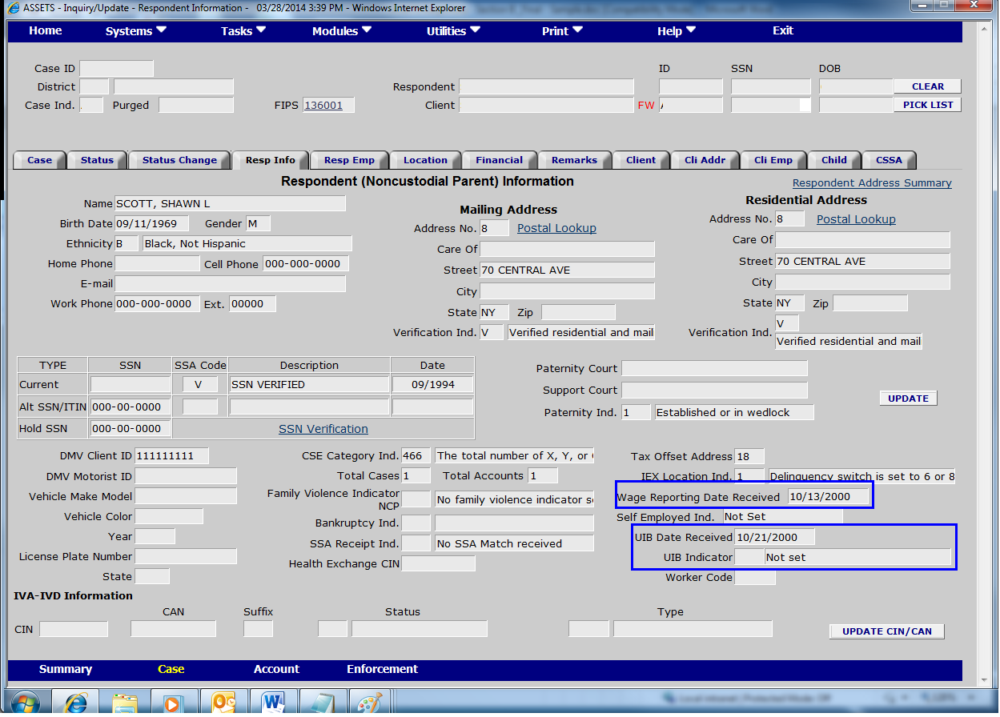 ASSETS - Inquiry/Update - Respondent Information - 03/28/2014 3:39 PM - Windows Internet Explorer
Home Systems Tasks Modules Utilities Print Help Exit
Case ID ID SSN DOB
District Respondent CLEAR
Case Ind. Purged FIPS 136001 Client FW PICK LIST
Case Status Status Change Resp Info Resp Emp Location Financial Remarks Client Cli Addr Cli Emp Child CSSA
Respondent (Noncustodial Parent) Information
Respondent Address Summary
Name SCOTT, SHAWN L
Birth Date 09/11/1969 Gender M
Ethnicity B Black, Not Hispanic
Home Phone Cell Phone 000-000-0000
E-mail
Work Phone 000-000-0000 Ext. 00000
Mailing Address
Address No. 8 Postal Lookup
Care Of
Street 70 CENTRAL AVE
City
State NY Zip
Verification Ind. V Verified residential and mail
Residential Address
Address No. 8 Postal Lookup
Care Of
Street 70 CENTRAL AVE
City
State NY Zip
V
Verification Ind.
Verified residential and mail
TYPE SSN SSA Code Description Date
Current V SSN VERIFIED 09/1994
Alt SSN/ITIN 000-00-0000
Hold SSN 000-00-0000 SSN Verification
Paternity Court
Support Court
UPDATE
Paternity Ind. 1 Established or in wedlock
DMV Client ID 111111111
DMV Motorist ID
Vehicle Make Model
Vehicle Color
Year
License Plate Number
State
CSE Category Ind. 466 The total number of X, Y, or
Total Cases 1 Total Accounts 1
Family Violence Indicator
NCP No family violence indicator
Bankruptcy Ind.
SSA Receipt Ind. No SSA Match received
Health Exchange CIN
Tax Offset Address 18
IEX Location Ind. 1 Delinquency switch is set to 6 or 8
Wage Reporting Date Received 10/13/2000
Self Employed Ind. Not Set
UIB Date Received 10/21/2000
UIB Indicator Not set
Worker Code
IVA-IVD Information
CAN Suffix Status Type
CIN UPDATE CIN/CAN
Summary Case Account Enforcement